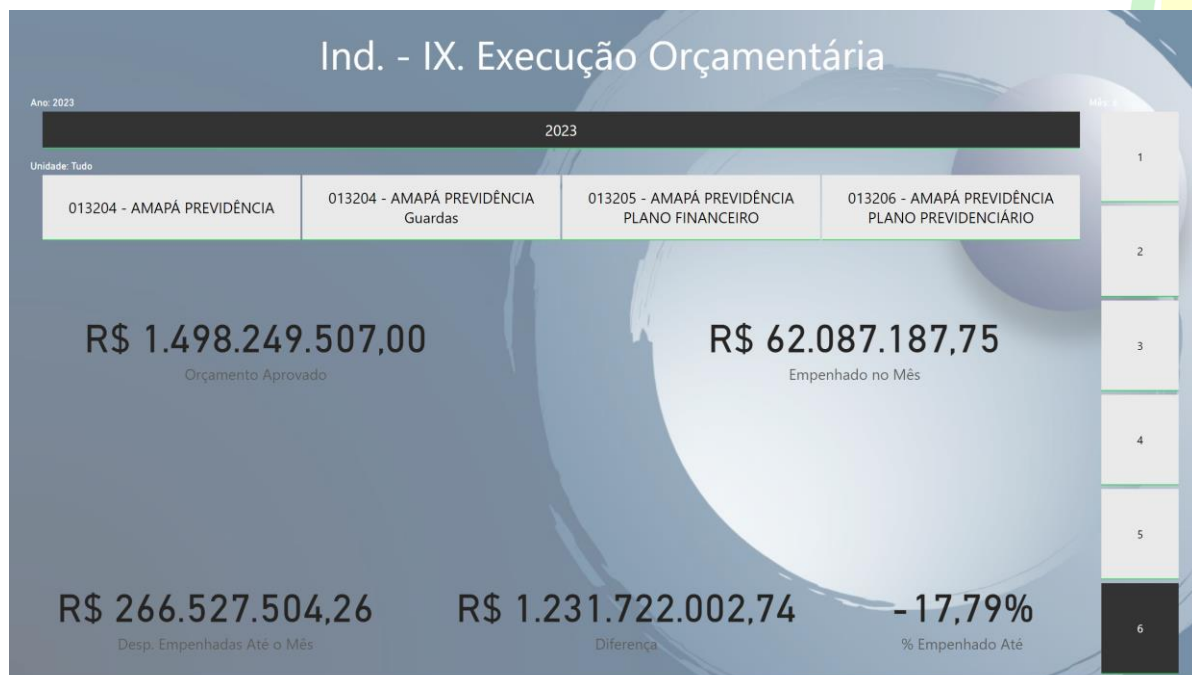 Ind. - IX. Execução Orçamentária
Ano: 2023
Mês: 6
2023
Unidade: Tudo
013204 - AMAPÁ PREVIDÊNCIA
013204 - AMAPÁ PREVIDÊNCIA
Guardas
013205 - AMAPÁ PREVIDÊNCIA
PLANO FINANCEIRO
013206 - AMAPÁ PREVIDÊNCIA
PLANO PREVIDENCIÁRIO
1
2
3
4
5
6
R$ 1.498.249.507,00
Orçamento Aprovado
R$ 62.087.187,75
Empenhado no Mês
R$ 266.527.504,26
Desp. Empenhadas Até o Mês
R$ 1.231.722.002,74
Diferença
-17,79%
% Empenhado Até